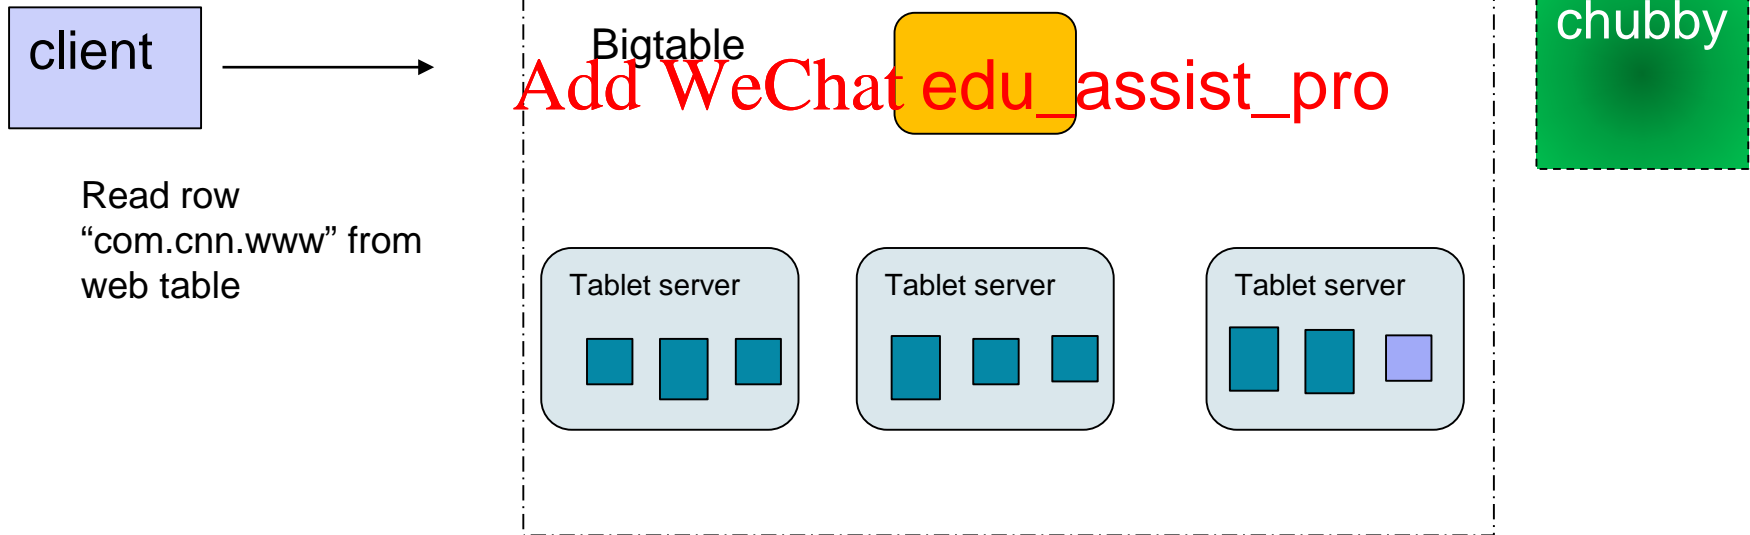 client
Bigtable
chubby
Add WeChat edu_assist_pro
Read row
“com.cnn.www” from
web table
Tablet server
Tablet server
Tablet server